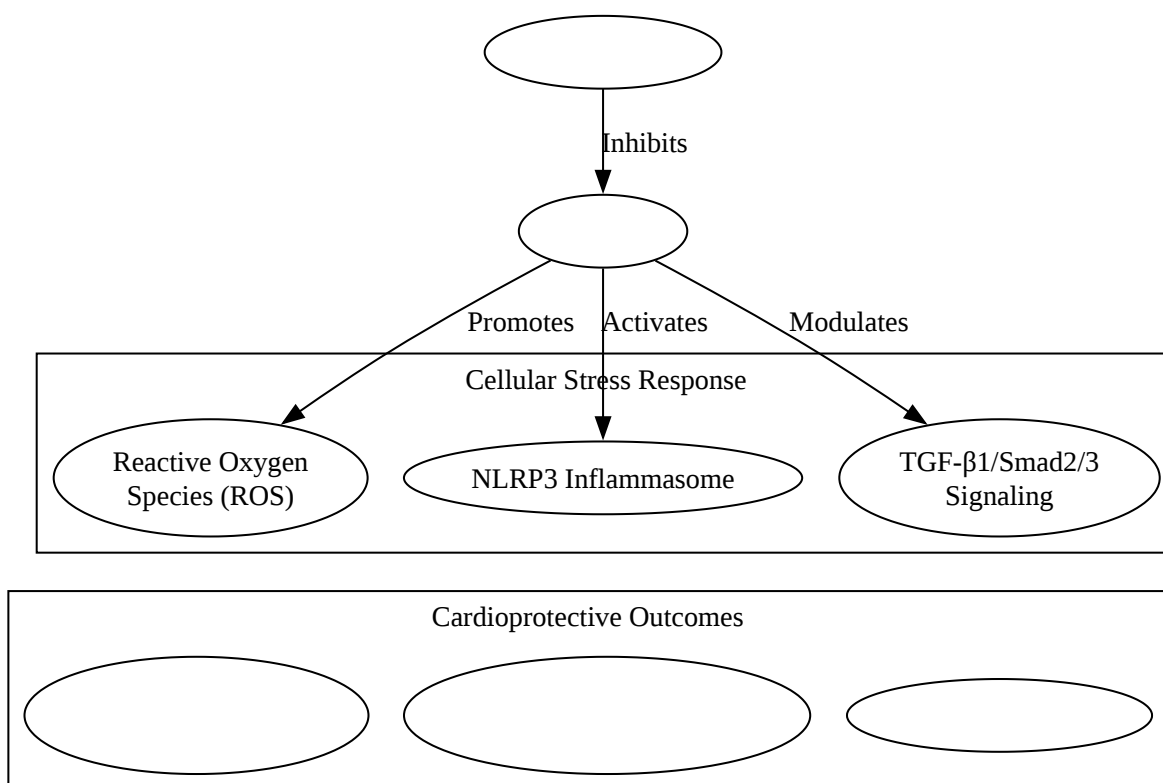 Inhibits
Promotes
Activates
Modulates
Cellular Stress Response
Reactive Oxygen
Species (ROS)
NLRP3 Inflammasome
TGF-β1/Smad2/3
Signaling
Cardioprotective Outcomes